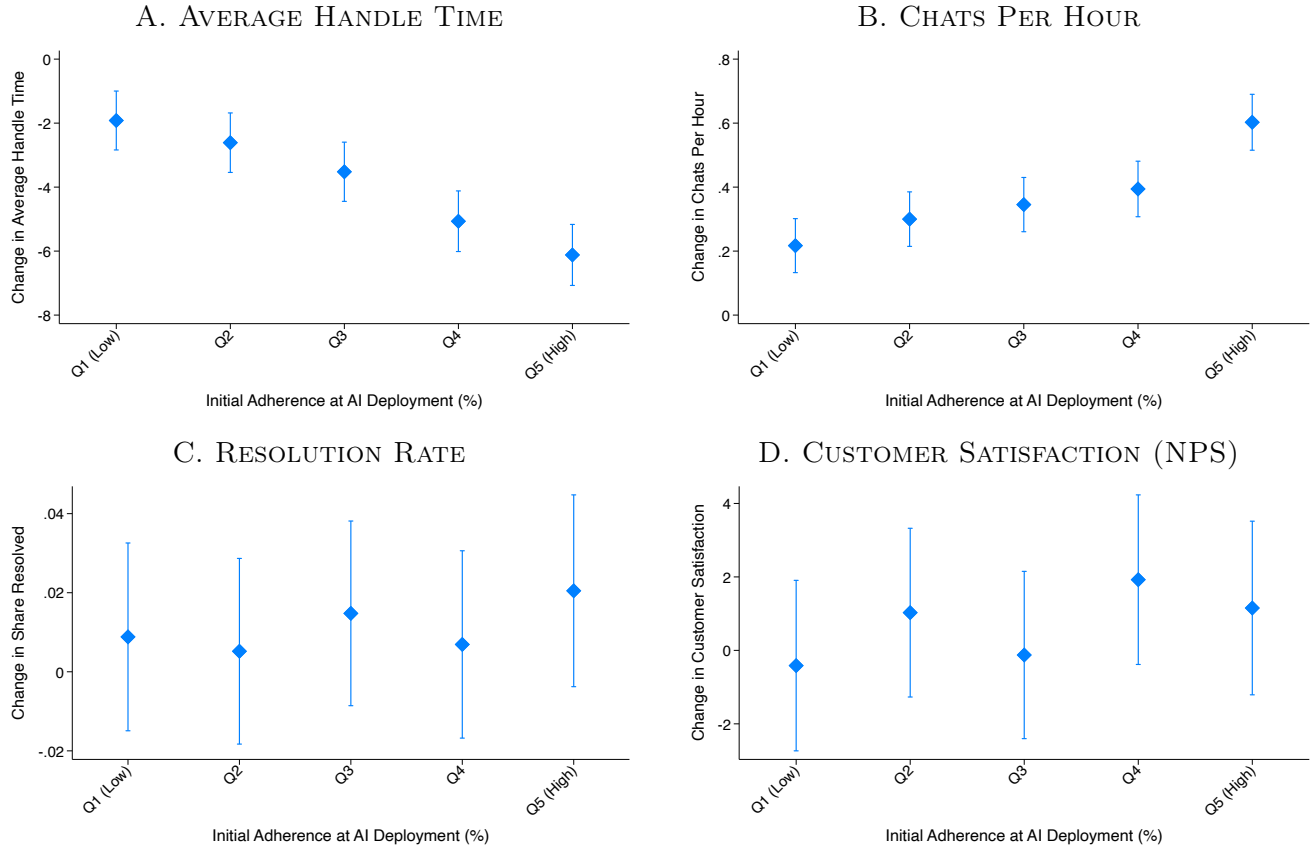 A. Average Handle Time
0
-2
-4
-6
-8
Change in Average Handle Time
Q1 (Low)
Q2
Q3
Q4
Q5 (High)
Initial Adherence at AI Deployment (%)
B. Chats Per Hour
.8
.6
.4
.2
0
Change in Chats Per Hour
Q1 (Low)
Q2
Q3
Q4
Q5 (High)
Initial Adherence at AI Deployment (%)
C. Resolution Rate
.04
.02
0
-.02
Change in Share Resolved
Q1 (Low)
Q2
Q3
Q4
Q5 (High)
Initial Adherence at AI Deployment (%)
D. Customer Satisfaction (NPS)
4
2
0
-2
Change in Customer Satisfaction
Q1 (Low)
Q2
Q3
Q4
Q5 (High)
Initial Adherence at AI Deployment (%)